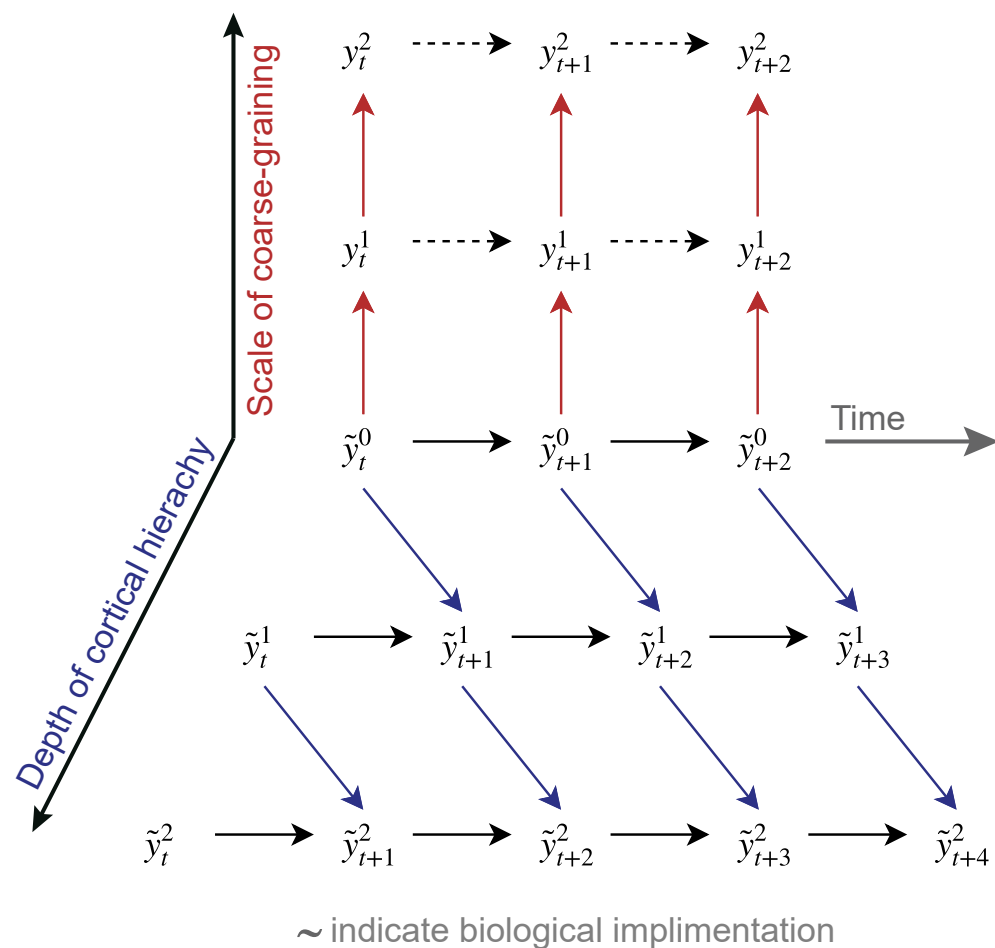 y_t^2 y_{t+1}^2 y_{t+2}^2
Scale of coarse-graining
y_t^1 y_{t+1}^1 y_{t+2}^1
Time
ỹ_t^0 ỹ_{t+1}^0 ỹ_{t+2}^0
Depth of cortical hierachy
ỹ_t^1 ỹ_{t+1}^1 ỹ_{t+2}^1 ỹ_{t+3}^1
ỹ_t^2 ỹ_{t+1}^2 ỹ_{t+2}^2 ỹ_{t+3}^2 ỹ_{t+4}^2
~ indicate biological implimentation